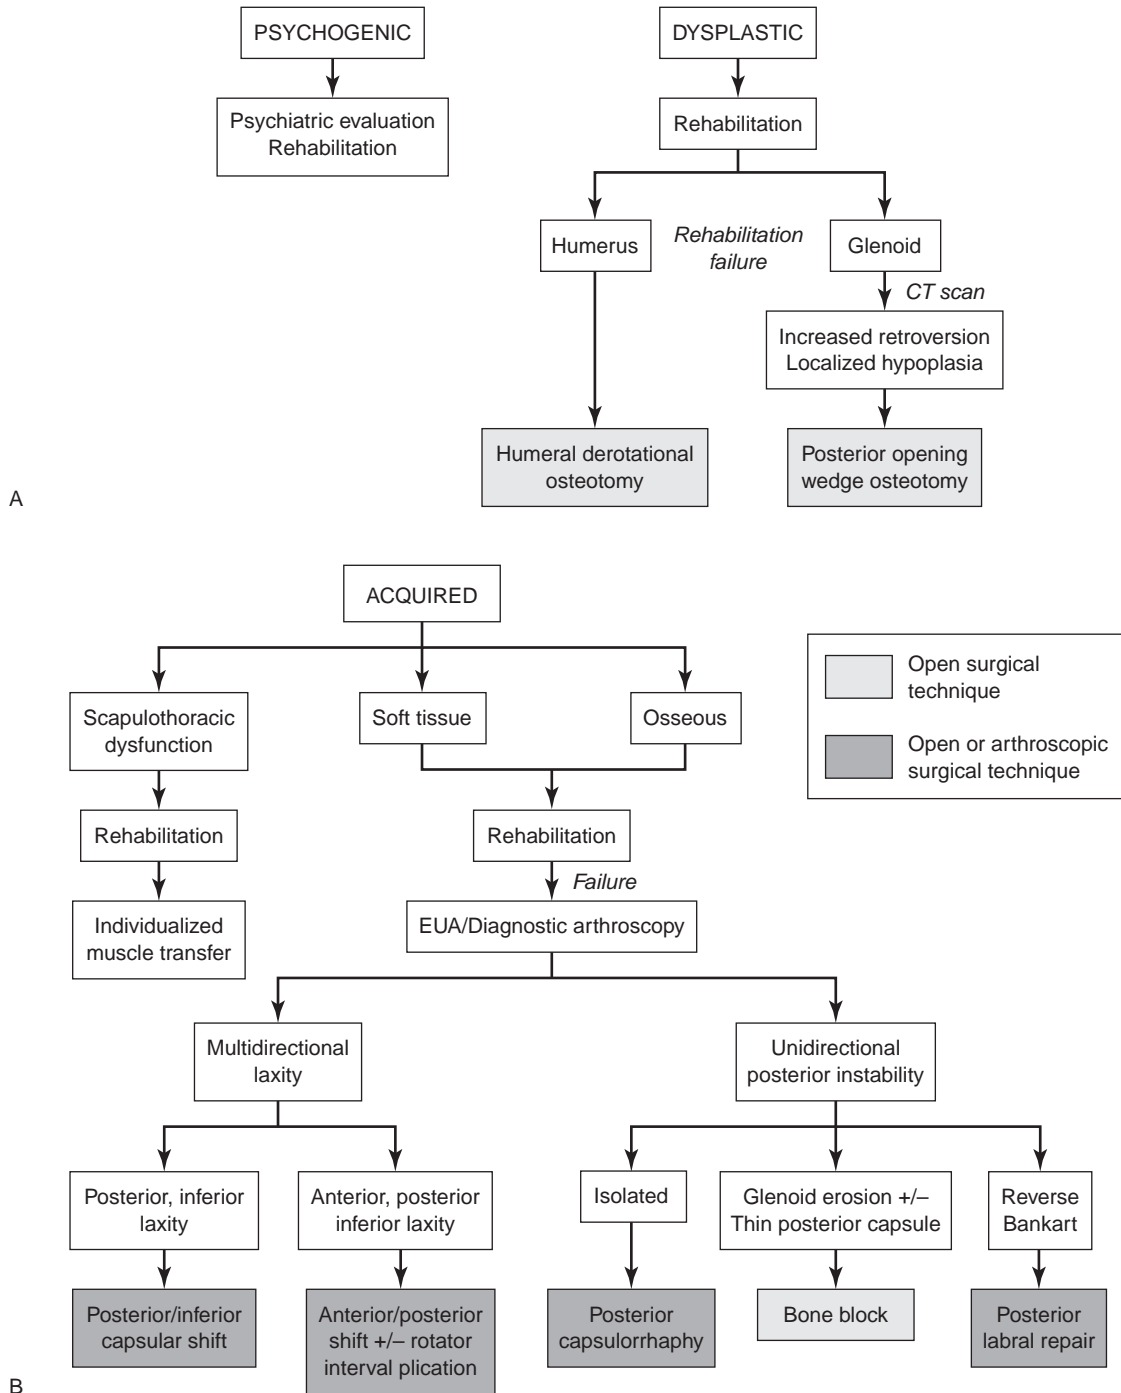 PSYCHOGENIC
DYSPLASTIC
Psychiatric evaluation
Rehabilitation
Rehabilitation
Humerus
Rehabilitation
failure
Glenoid
CT scan
Increased retroversion
Localized hypoplasia
Humeral derotational
osteotomy
Posterior opening
wedge osteotomy
A
ACQUIRED
Open surgical
technique
Open or arthroscopic
surgical technique
Scapulothoracic
dysfunction
Soft tissue
Osseous
Rehabilitation
Rehabilitation
Failure
Individualized
muscle transfer
EUA/Diagnostic arthroscopy
Multidirectional
laxity
Unidirectional
posterior instability
Posterior, inferior
laxity
Anterior, posterior
inferior laxity
Isolated
Glenoid erosion +/–
Thin posterior capsule
Reverse
Bankart
Posterior/inferior
capsular shift
Anterior/posterior
shift +/– rotator
interval plication
Posterior
capsulorrhaphy
Bone block
Posterior
labral repair
B